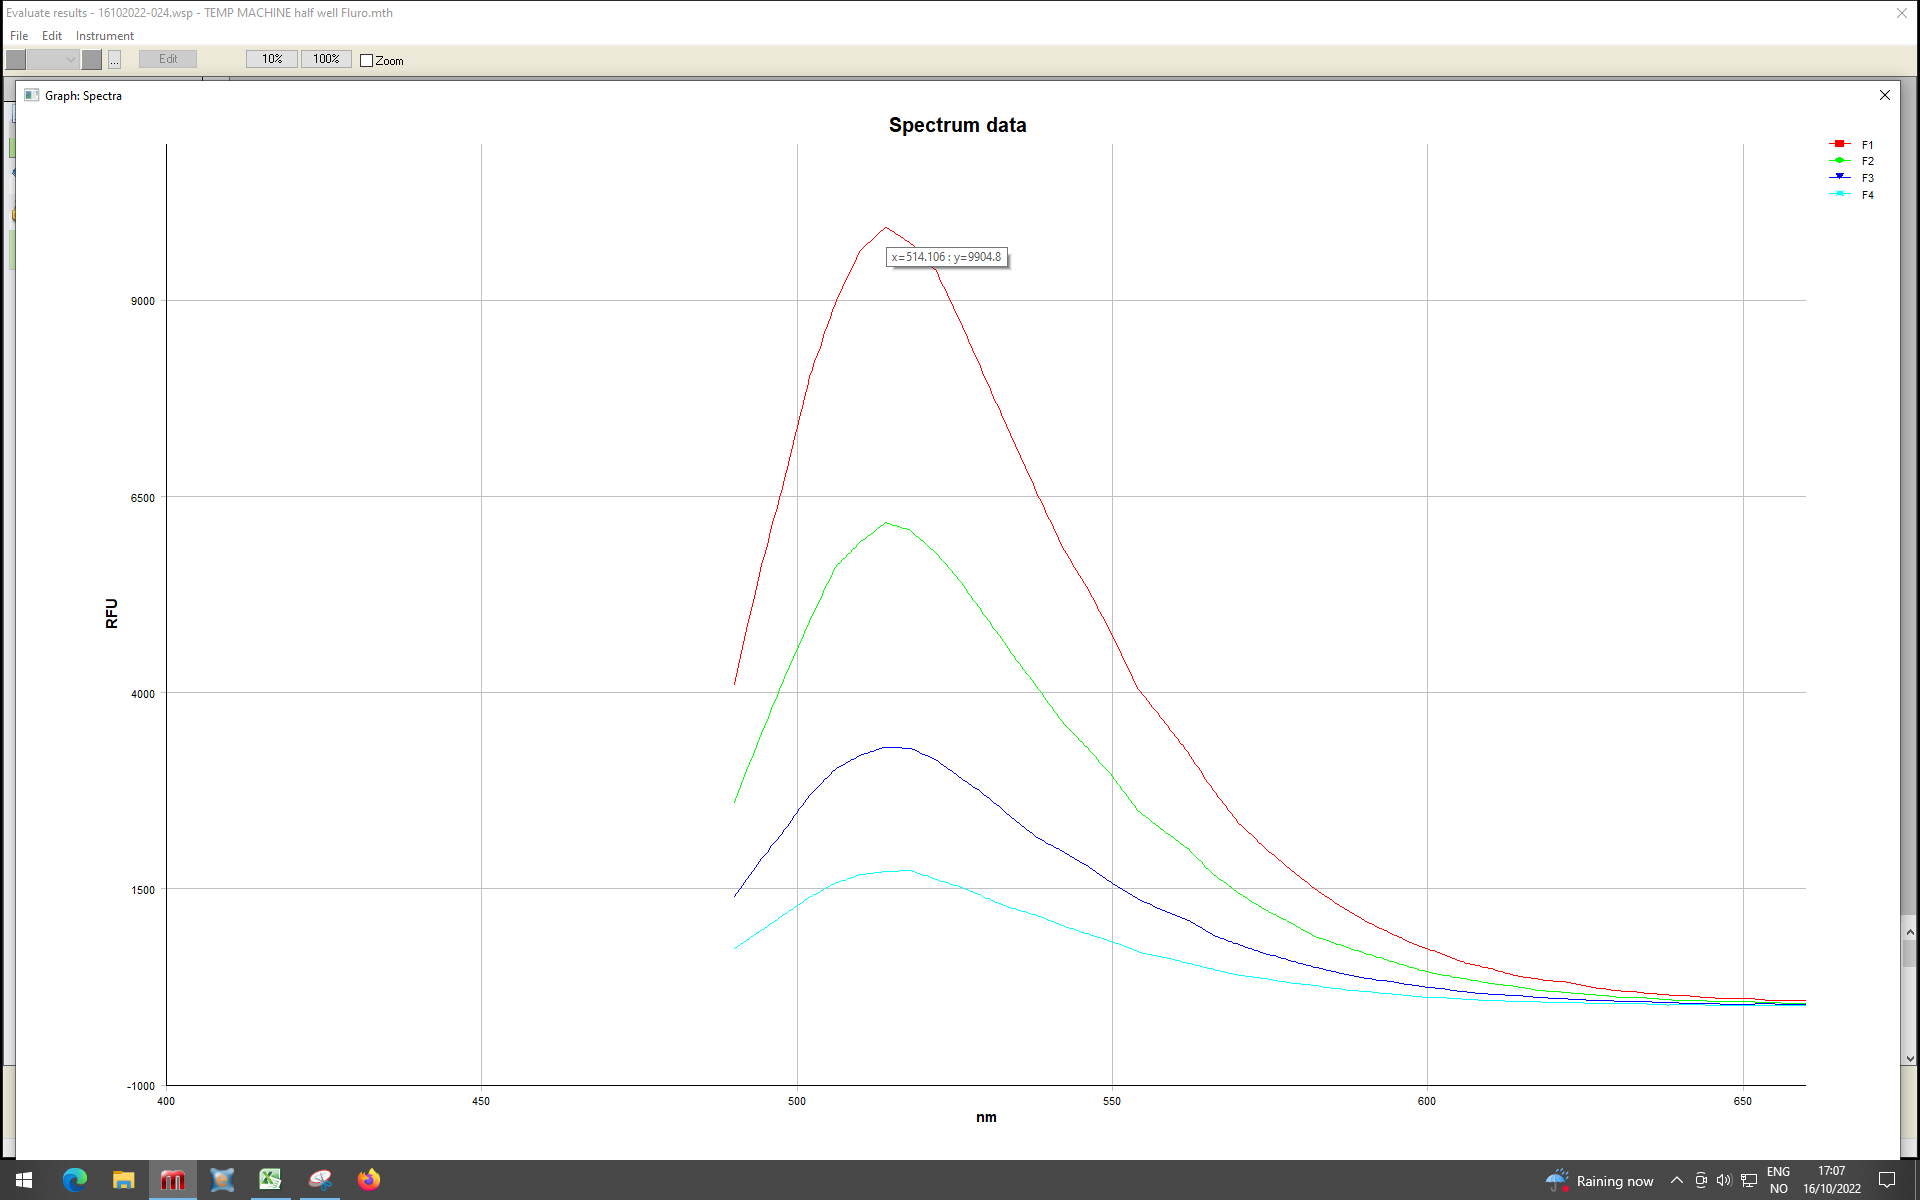 Evaluate results - 16102022-024.wsp - TEMP MACHINE half well Fluro.mth
File Edit Instrument
... Edit 10% 100% Zoom
Graph: Spectra
Spectrum data
F1
F2
F3
F4
x=514.106 : y=9904.8
9000
6500
4000
1500
-1000
RFU
400 450 500 550 600 650
nm
Raining now
ENG
NO
17:07
16/10/2022